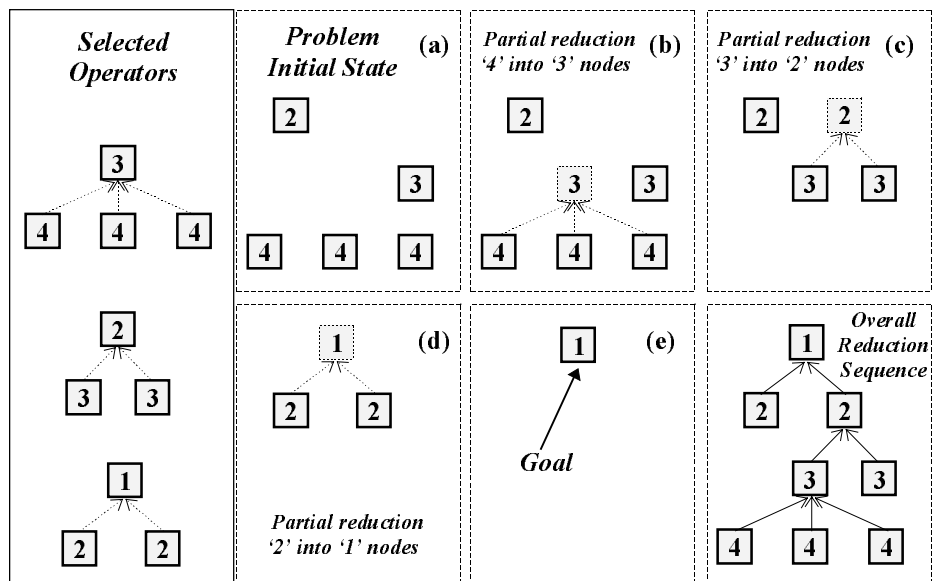 Selected
Operators
3
4 4 4
2
3 3
1
2 2
Problem
Initial State
(a)
2
3
4 4 4
Partial reduction
‘4’ into ‘3’ nodes
(b)
2
3 3
4 4 4
Partial reduction
‘3’ into ‘2’ nodes
(c)
2 2
3 3
(d)
1
2 2
Partial reduction
‘2’ into ‘1’ nodes
(e)
1
Goal
Overall
Reduction
Sequence
1
2 2
3 3
4 4 4